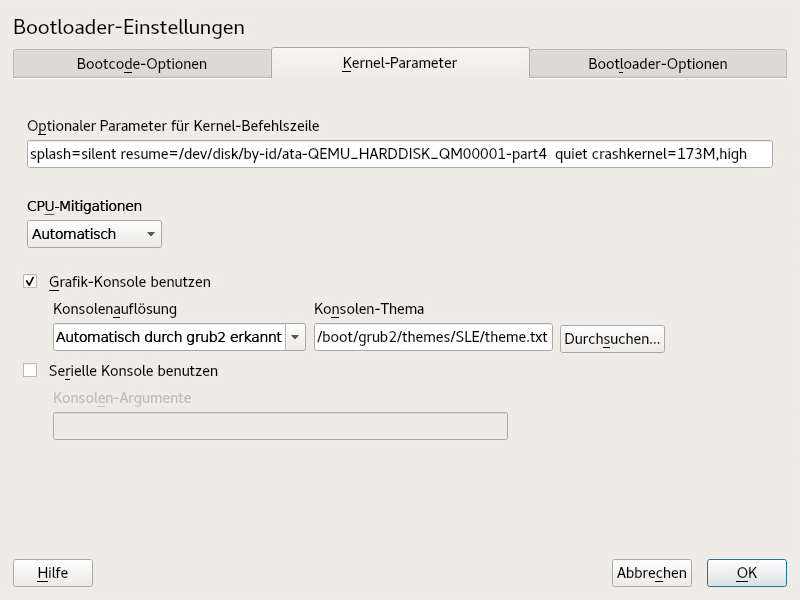 Bootloader-Einstellungen
Bootcode-Optionen
Kernel-Parameter
Bootloader-Optionen
Optionaler Parameter für Kernel-Befehlszeile
splash=silent resume=/dev/disk/by-id/ata-QEMU_HARDDISK_QM00001-part4  quiet crashkernel=173M,high
CPU-Mitigationen
Automatisch
Grafik-Konsole benutzen
Konsolenauflösung
Konsolen-Thema
Automatisch durch grub2 erkannt
/boot/grub2/themes/SLE/theme.txt
Durchsuchen...
Serielle Konsole benutzen
Konsolen-Argumente
Hilfe
Abbrechen
OK